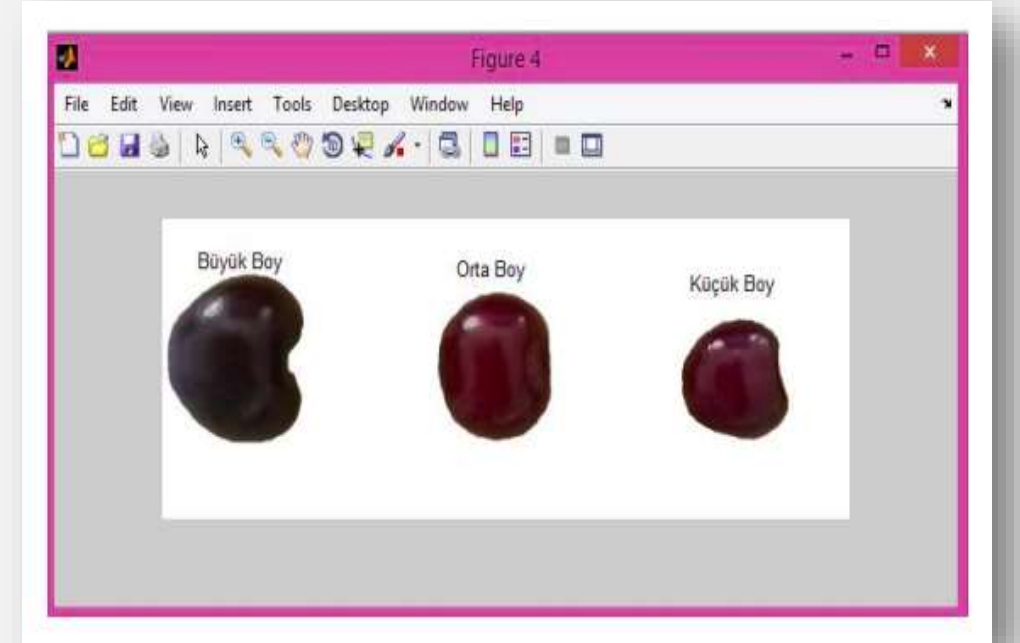 Figure 4
File Edit View Insert Tools Desktop Window Help
Büyük Boy
Orta Boy
Küçük Boy